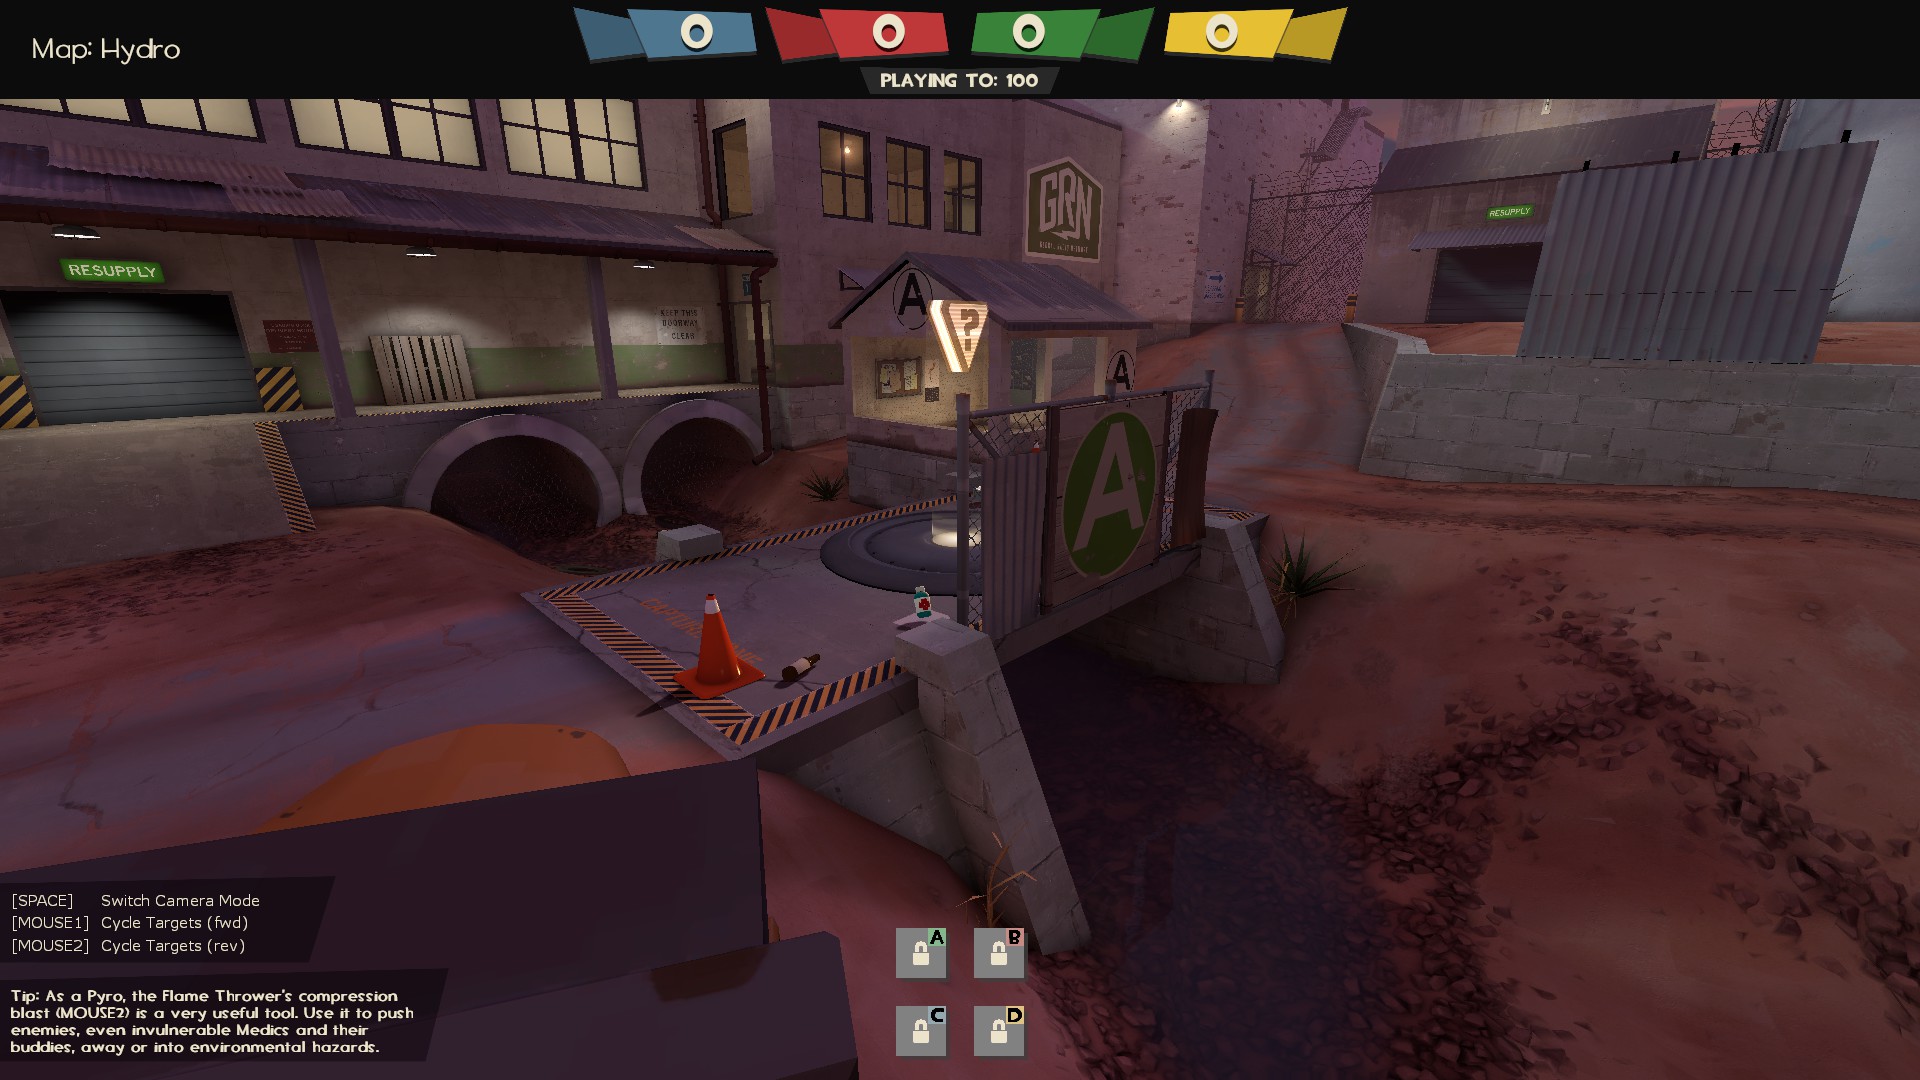 Map: Hydro
0
0
0
0
PLAYING TO: 100
RESUPPLY
KEEP THIS
DOORWAY
CLEAR
A
?
GRN
A
A
RESUPPLY
[SPACE] Switch Camera Mode
[MOUSE1] Cycle Targets (fwd)
[MOUSE2] Cycle Targets (rev)
Tip: As a Pyro, the Flame Thrower's compression
blast (MOUSE2) is a very useful tool. Use it to push
enemies, even invulnerable Medics and their
buddies, away or into environmental hazards.
A
B
C
D